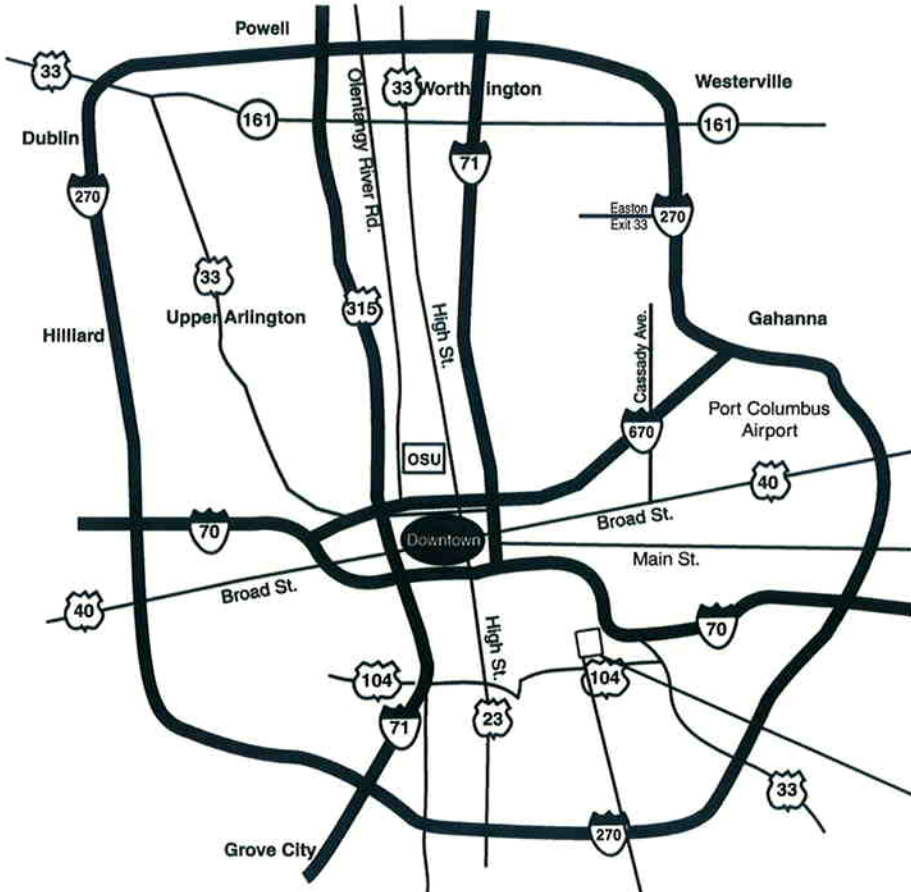 Powell
33
Olentangy River Rd.
33
Worthington
Westerville
161
161
Dublin
71
270
Easton
Exit 33
270
33
315
Upper Arlington
High St.
Hilliard
Cassady Ave.
Gahanna
Port Columbus
Airport
670
OSU
40
70
Broad St.
Downtown
Main St.
Broad St.
40
70
High St.
104
104
23
71
33
270
Grove City